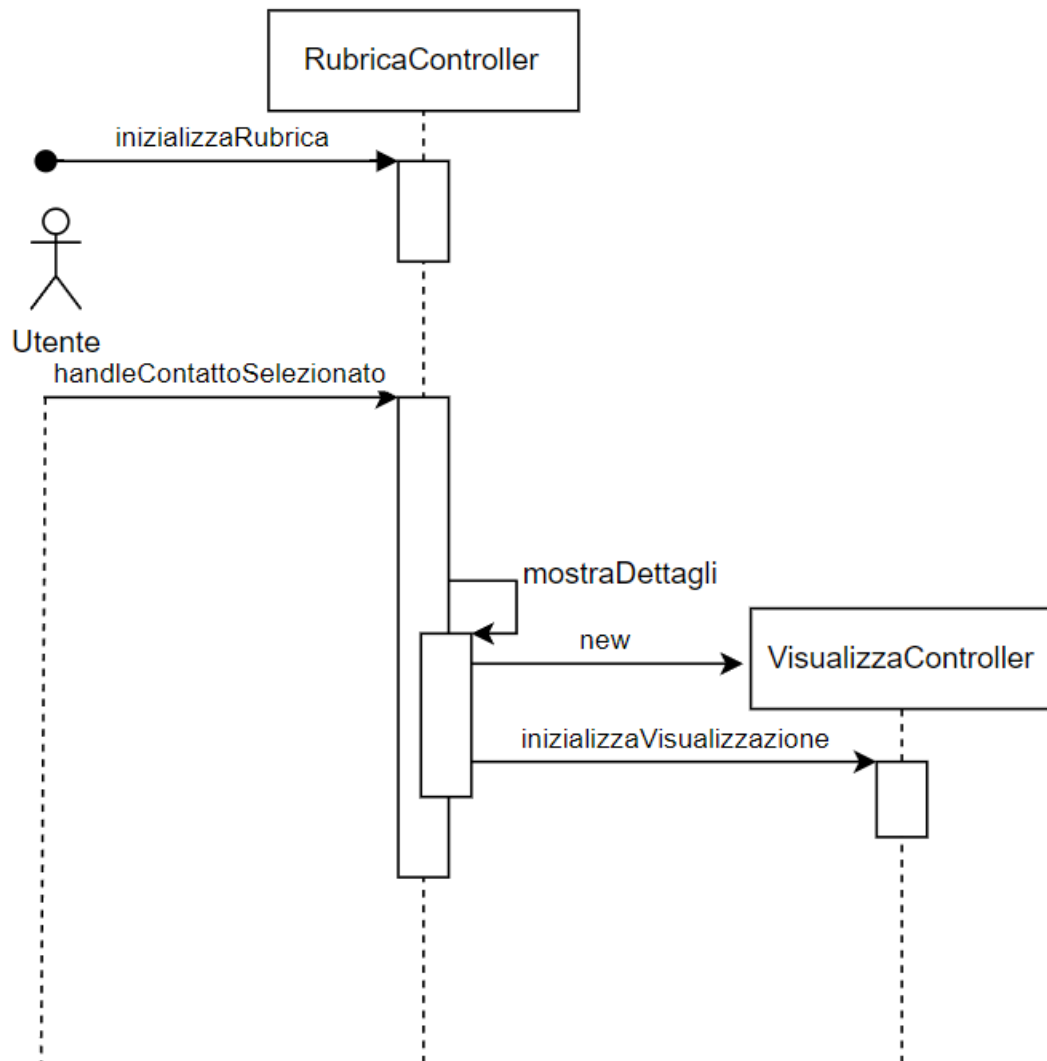 RubricaController
inizializzaRubrica
Utente
handleContattoSelezionato
mostraDettagli
new
VisualizzaController
inizializzaVisualizzazione